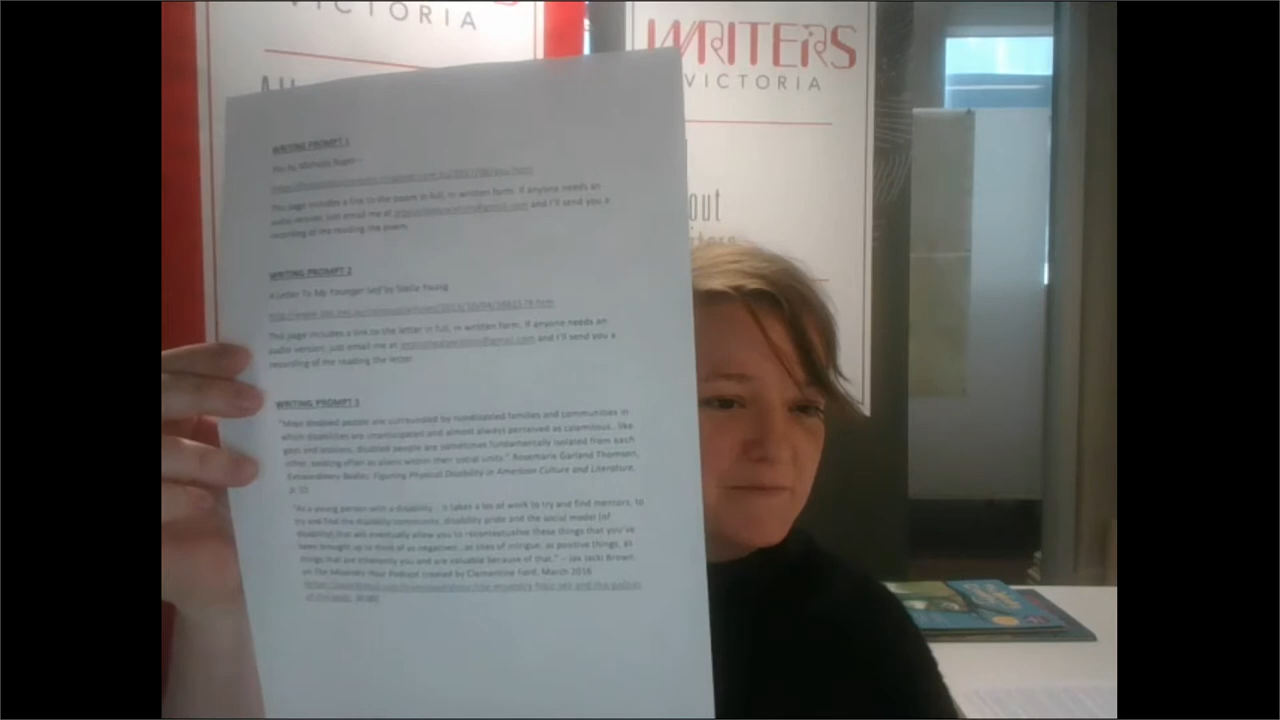 VICTORIA
WRITERS
VICTORIA
out
WRITING PROMPT 1
You by Michelle Roger –
This page includes a link to the poem in full, in written form. If anyone needs an
audio version, just email me at and I'll send you a
recording of me reading the poem.
WRITING PROMPT 2
A Letter To My Younger Self by Stella Young
This page includes a link to the letter in full, in written form. If anyone needs an
audio version, just email me at and I'll send you a
recording of me reading the letter.
WRITING PROMPT 3
"Most disabled people are surrounded by nondisabled families and communities in
which disabilities are unanticipated and almost always perceived as calamitous.. like
gays and lesbians, disabled people are sometimes fundamentally isolated from each
other, existing often as aliens within their social units." Rosemarie Garland Thomson,
Extraordinary Bodies: Figuring Physical Disability in American Culture and Literature,
"As a young person with a disability .. it takes a lot of work to try and find mentors, to
try and find the disability community, disability pride and the social model (of
disability) that will eventually allow you to recontextualise these things that you've
been brought up to think of as negatives.. as sites of intrigue, as positive things, as
things that are inherently you and are valuable because of that." – Jax Jacki Brown,
on The Misandry Hour Podcast created by Clementine Ford, March 2016